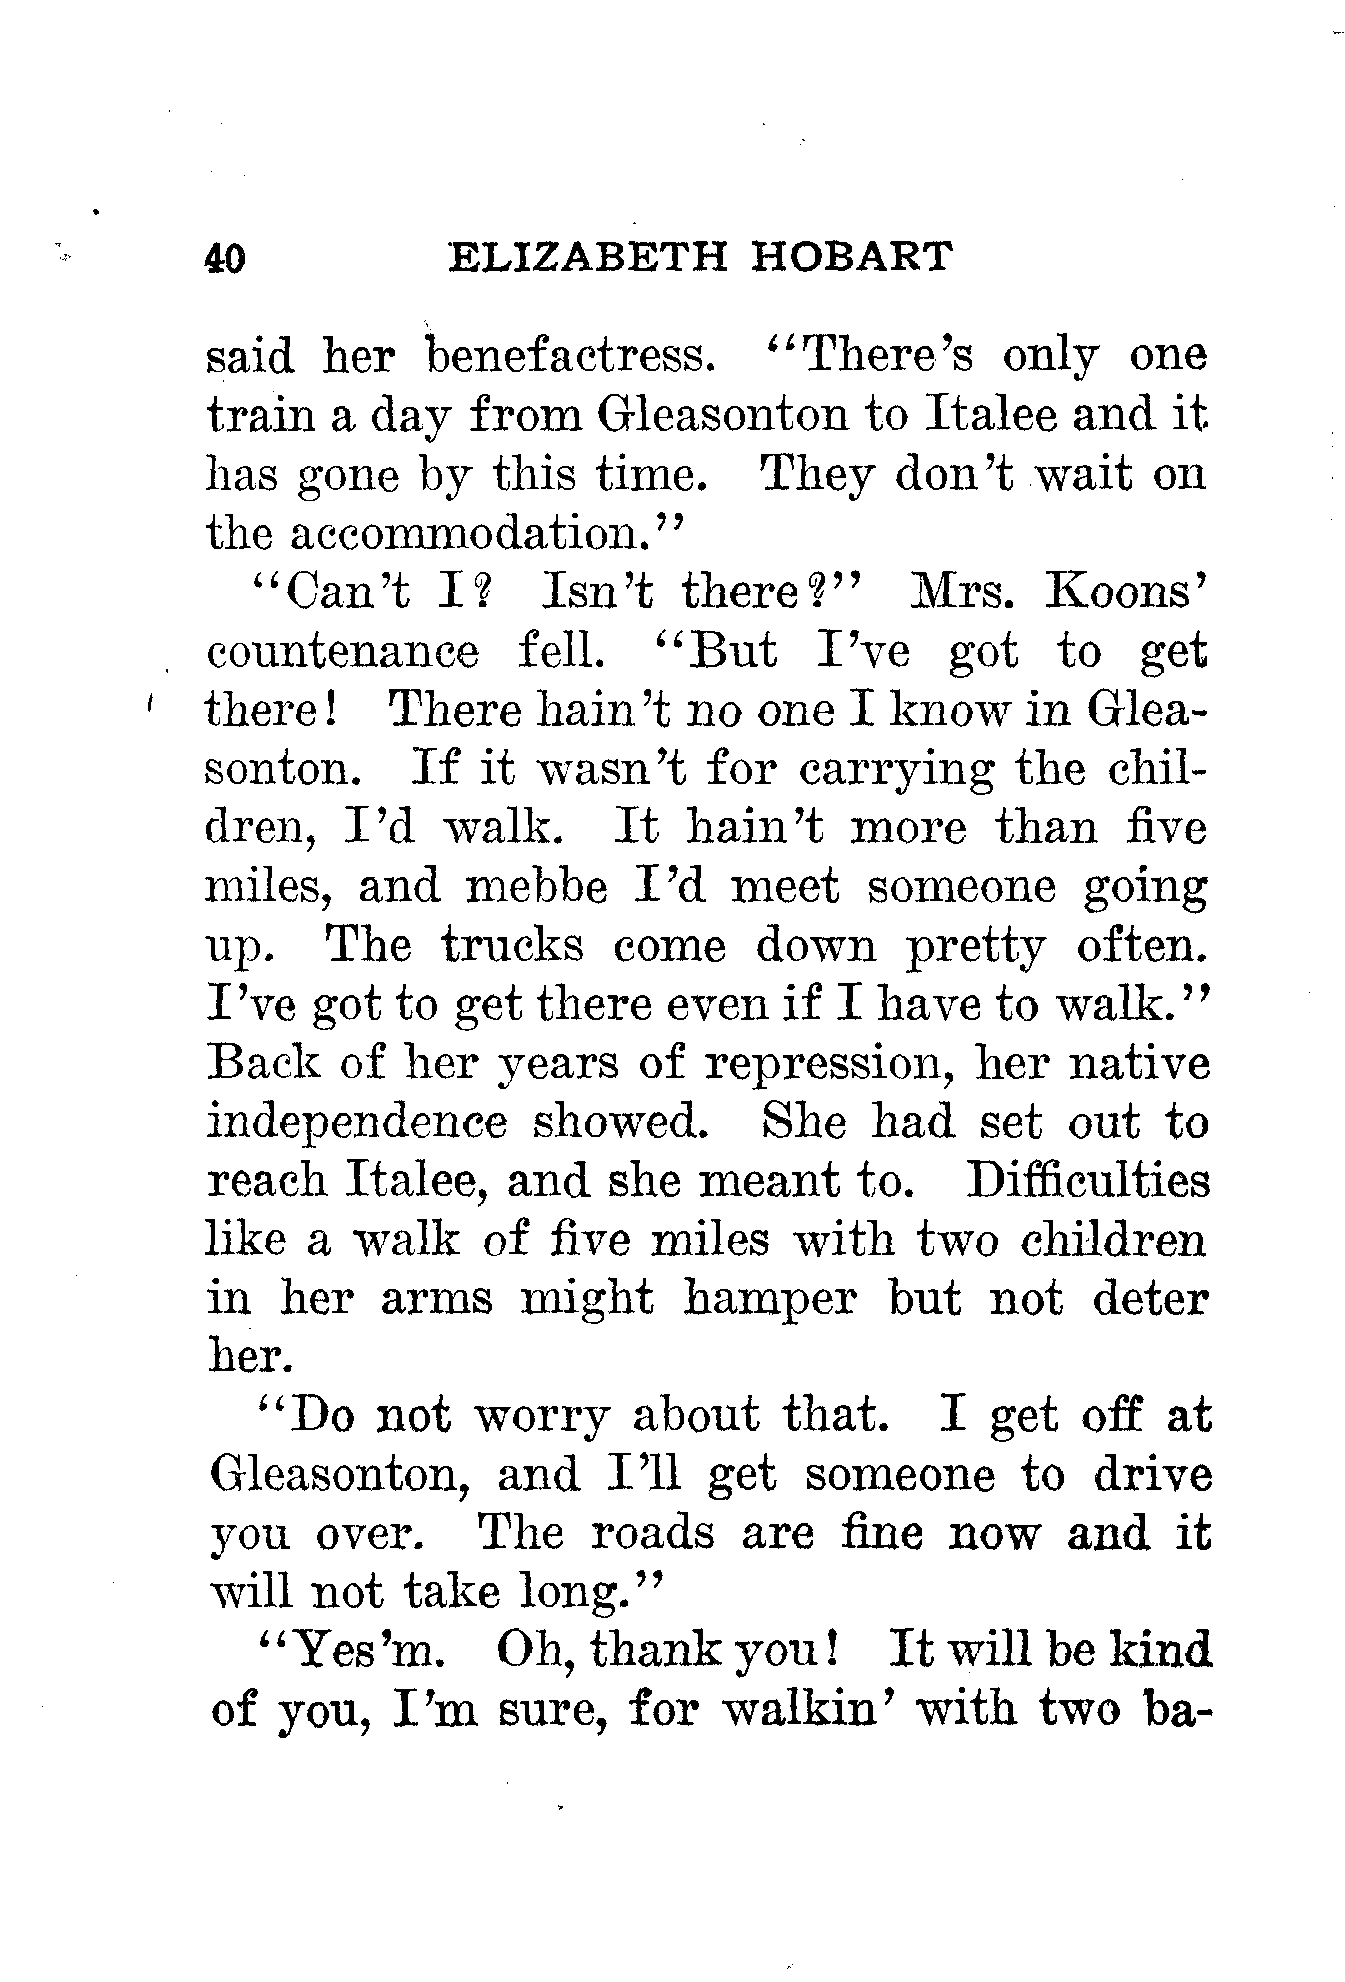 40 ELIZABETH HOBART
said her benefactress. "There's only one
train a day from Gleasonton to Italee and it
has gone by this time. They don't wait on
the accommodation."
"Can't I? Isn't there?" Mrs. Koons'
countenance fell. "But I've got to get
there! There hain't no one I know in Glea-
sonton. If it wasn't for carrying the chil-
dren, I'd walk. It hain't more than five
miles, and mebbe I'd meet someone going
up. The trucks come down pretty often.
I've got to get there even if I have to walk."
Back of her years of repression, her native
independence showed. She had set out to
reach Italee, and she meant to. Difficulties
like a walk of five miles with two children
in her arms might hamper but not deter
her.
"Do not worry about that. I get off at
Gleasonton, and I'll get someone to drive
you over. The roads are fine now and it
will not take long."
"Yes'm. Oh, thank you! It will be kind
of you, I'm sure, for walkin' with two ba-